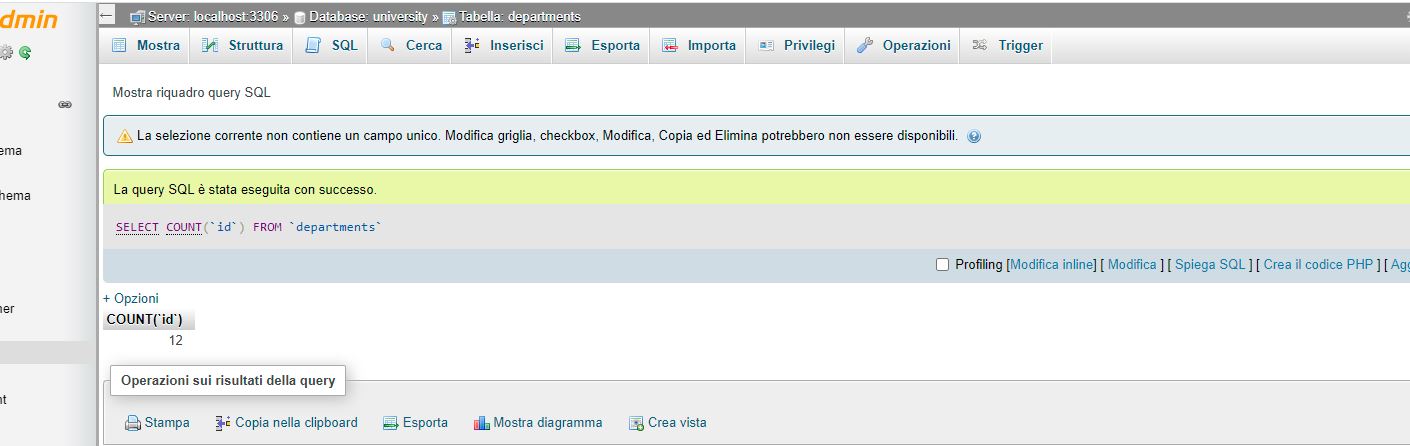 dmin
Server: localhost:3306 » Database: university » Tabella: departments
Mostra Struttura SQL Cerca Inserisci Esporta Importa Privilegi Operazioni Trigger
Mostra riquadro query SQL
La selezione corrente non contiene un campo unico. Modifica griglia, checkbox, Modifica, Copia ed Elimina potrebbero non essere disponibili.
ema
La query SQL è stata eseguita con successo.
hema
SELECT COUNT(`id`) FROM `departments`
Profiling [Modifica inline] [ Modifica ] [ Spiega SQL ] [ Crea il codice PHP ] [ Agg
+ Opzioni
ner
COUNT(`id`)
12
Operazioni sui risultati della query
nt
Stampa Copia nella clipboard Esporta Mostra diagramma Crea vista